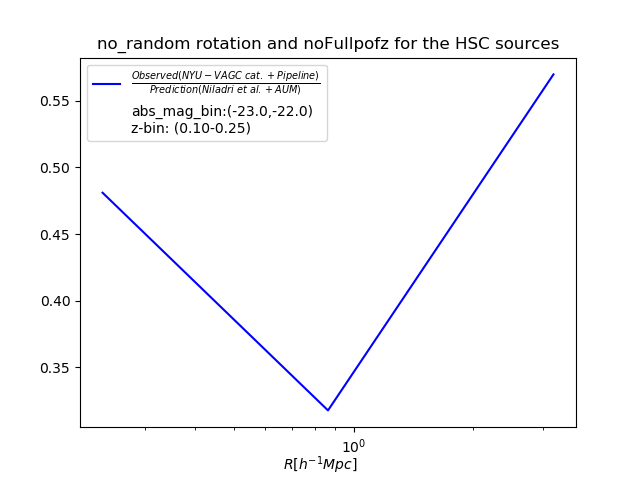 no_random rotation and noFullpofz for the HSC sources
Observed(NYU−VAGC cat.+Pipeline)
Prediction(Niladri et al.+AUM)
abs_mag_bin:(-23.0,-22.0)
z-bin: (0.10-0.25)
0.55
0.50
0.45
0.40
0.35
10⁰
R[h⁻¹Mpc]